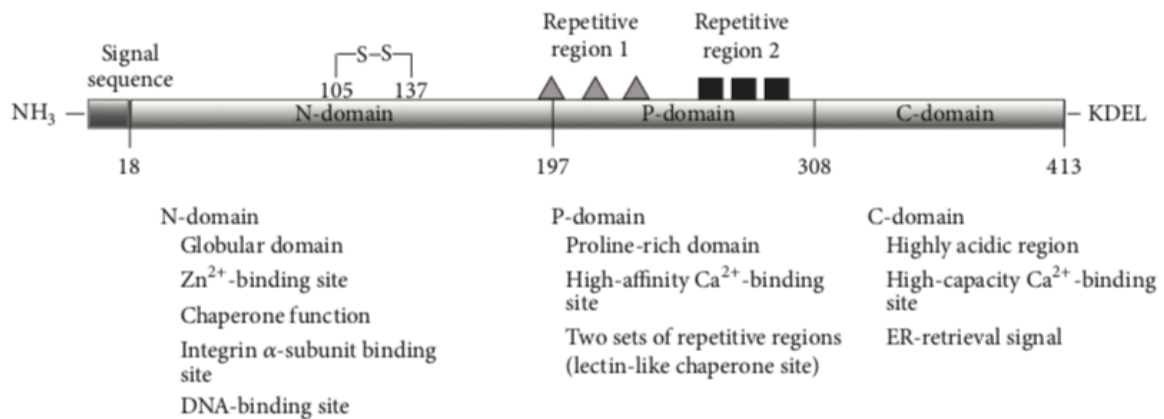 Signal
sequence
S–S
Repetitive
region 1
Repetitive
region 2
105
137
NH₃
N-domain
P-domain
C-domain
KDEL
18
197
308
413
N-domain
Globular domain
Zn²⁺-binding site
Chaperone function
Integrin α-subunit binding
site
DNA-binding site
P-domain
Proline-rich domain
High-affinity Ca²⁺-binding
site
Two sets of repetitive regions
(lectin-like chaperone site)
C-domain
Highly acidic region
High-capacity Ca²⁺-binding
site
ER-retrieval signal